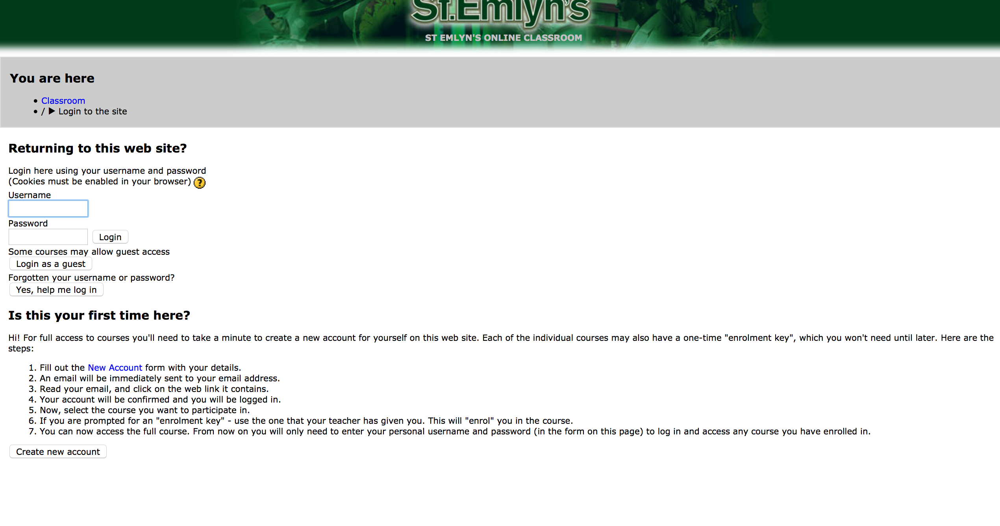 St.Emlyn's
ST EMLYN'S ONLINE CLASSROOM
You are here
• Classroom
• / ► Login to the site
Returning to this web site?
Login here using your username and password
(Cookies must be enabled in your browser) ?
Username
Password
Login
Some courses may allow guest access
Login as a guest
Forgotten your username or password?
Yes, help me log in
Is this your first time here?
Hi! For full access to courses you'll need to take a minute to create a new account for yourself on this web site. Each of the individual courses may also have a one-time "enrolment key", which you won't need until later. Here are the
steps:
1. Fill out the New Account form with your details.
2. An email will be immediately sent to your email address.
3. Read your email, and click on the web link it contains.
4. Your account will be confirmed and you will be logged in.
5. Now, select the course you want to participate in.
6. If you are prompted for an "enrolment key" - use the one that your teacher has given you. This will "enrol" you in the course.
7. You can now access the full course. From now on you will only need to enter your personal username and password (in the form on this page) to log in and access any course you have enrolled in.
Create new account